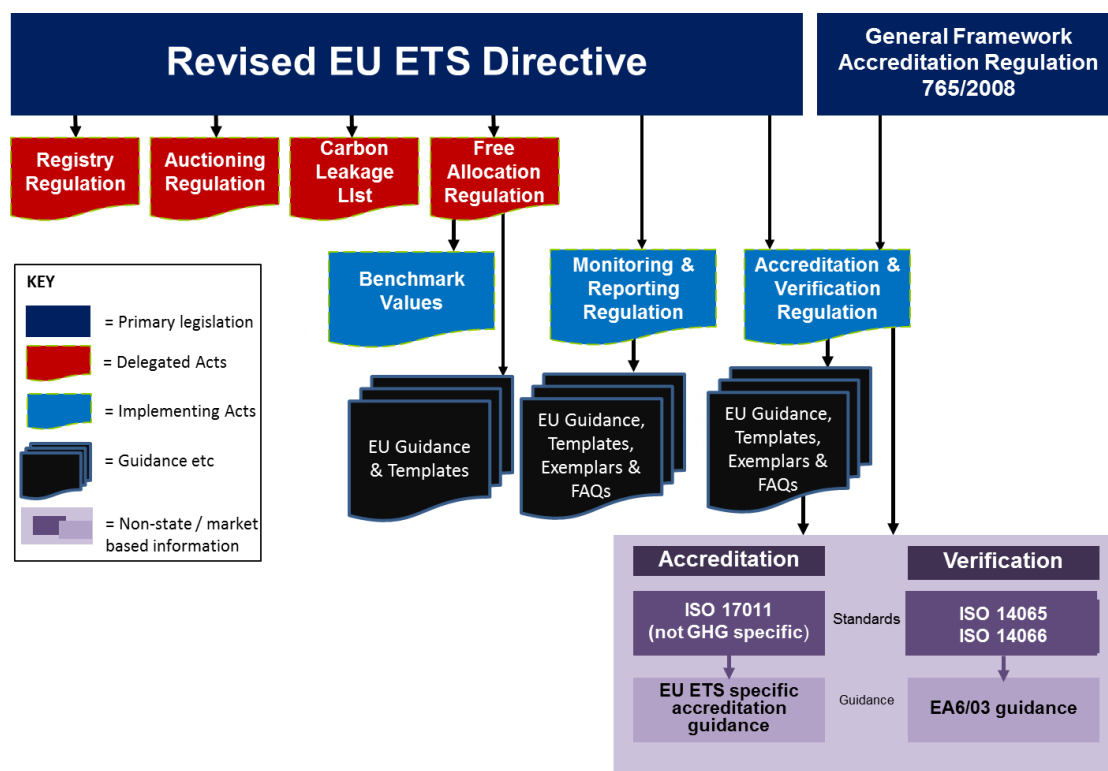 Revised EU ETS Directive
General Framework
Accreditation Regulation
765/2008
Registry
Regulation
Auctioning
Regulation
Carbon
Leakage
LIst
Free
Allocation
Regulation
Benchmark
Values
Monitoring &
Reporting
Regulation
Accreditation &
Verification
Regulation
KEY
= Primary legislation
= Delegated Acts
= Implementing Acts
= Guidance etc
= Non-state / market
based information
EU Guidance
& Templates
EU Guidance,
Templates,
Exemplars &
FAQs
EU Guidance,
Templates,
Exemplars &
FAQs
Accreditation
Verification
ISO 17011
(not GHG specific)
Standards
ISO 14065
ISO 14066
EU ETS specific
accreditation
guidance
Guidance
EA6/03 guidance